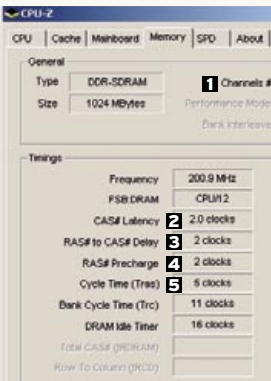 CPU-Z
CPU Cache Mainboard Memory SPD About
General
Type DDR-SDRAM 1 Channels #
Size 1024 MBytes Performance Mode
Bank Interleave
Timings
Frequency 200.9 MHz
FSB:DRAM CPU/12
CAS# Latency 2 2.0 clocks
RAS# to CAS# Delay 3 2 clocks
RAS# Precharge 4 2 clocks
Cycle Time (Tras) 5 5 clocks
Bank Cycle Time (Trc) 11 clocks
DRAM Idle Timer 16 clocks
Total CAS# (tRDRAM)
Row To Column (tRCD)